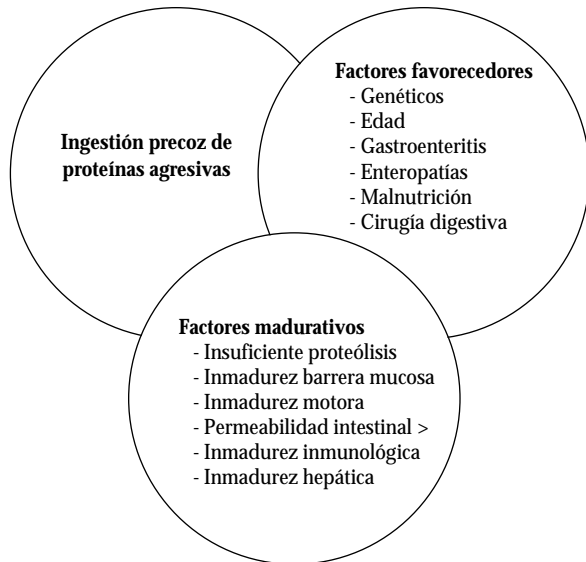 Ingestión precoz de
proteínas agresivas
Factores favorecedores
- Genéticos
- Edad
- Gastroenteritis
- Enteropatías
- Malnutrición
- Cirugía digestiva
Factores madurativos
- Insuficiente proteólisis
- Inmadurez barrera mucosa
- Inmadurez motora
- Permeabilidad intestinal >
- Inmadurez inmunológica
- Inmadurez hepática